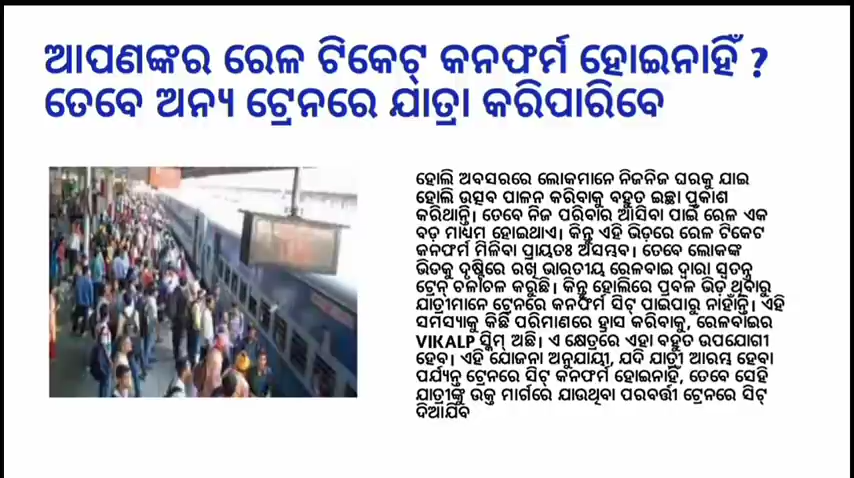 ଆପଣଙ୍କର ରେଳ ଟିକେଟ୍ କନଫର୍ମ ହୋଇନାହିଁ ?
ତେବେ ଅନ୍ୟ ଟ୍ରେନରେ ଯାତ୍ରା କରିପାରିବେ
ହୋଲି ଅବସରରେ ଲୋକମାନେ ନିଜନିଜ ଘରକୁ ଯାଇ
ହୋଲି ଉତ୍ସବ ପାଳନ କରିବାକୁ ବହୁତ ଇଚ୍ଛା ପ୍ରକାଶ
କରିଥାନ୍ତି। ତେବେ ନିଜ ପରିବାର ଆସିବା ପାଇଁ ରେଳ ଏକ
ବଡ଼ ମାଧ୍ୟମ ହୋଇଥାଏ। କିନ୍ତୁ ଏହି ଭିଡ଼ରେ ରେଳ ଟିକେଟ
କନଫର୍ମ ମିଳିବା ପ୍ରାୟତଃ ଅସମ୍ଭବ। ତେବେ ଲୋକଙ୍କ
ଭିଡକୁ ଦୃଷ୍ଟିରେ ରଖି ଭାରତୀୟ ରେଳବାଇ ଦ୍ୱାରା ସ୍ୱତନ୍ତ୍ର
ଟ୍ରେନ୍ ଚଳାଚଳ କରୁଛି। କିନ୍ତୁ ହୋଲିରେ ପ୍ରବଳ ଭିଡ଼ ଥିବାରୁ
ଯାତ୍ରୀମାନେ ଟ୍ରେନରେ କନଫର୍ମ ସିଟ୍ ପାଇପାରୁ ନାହାଁନ୍ତି। ଏହି
ସମସ୍ୟାକୁ କିଛି ପରିମାଣରେ ହ୍ରାସ କରିବାକୁ, ରେଳବାଇର
VIKALP ସ୍କିମ୍ ଅଛି। ଏ କ୍ଷେତ୍ରରେ ଏହା ବହୁତ ଉପଯୋଗୀ
ହେବ। ଏହି ଯୋଜନା ଅନୁଯାୟୀ, ଯଦି ଯାତ୍ରୀ ଆରମ୍ଭ ହେବା
ପର୍ଯ୍ୟନ୍ତ ଟ୍ରେନରେ ସିଟ୍ କନଫର୍ମ ହୋଇନାହିଁ, ତେବେ ସେହି
ଯାତ୍ରୀଙ୍କୁ ଉକ୍ତ ମାର୍ଗରେ ଯାଉଥିବା ପରବର୍ତ୍ତୀ ଟ୍ରେନରେ ସିଟ୍
ଦିଆଯିବ